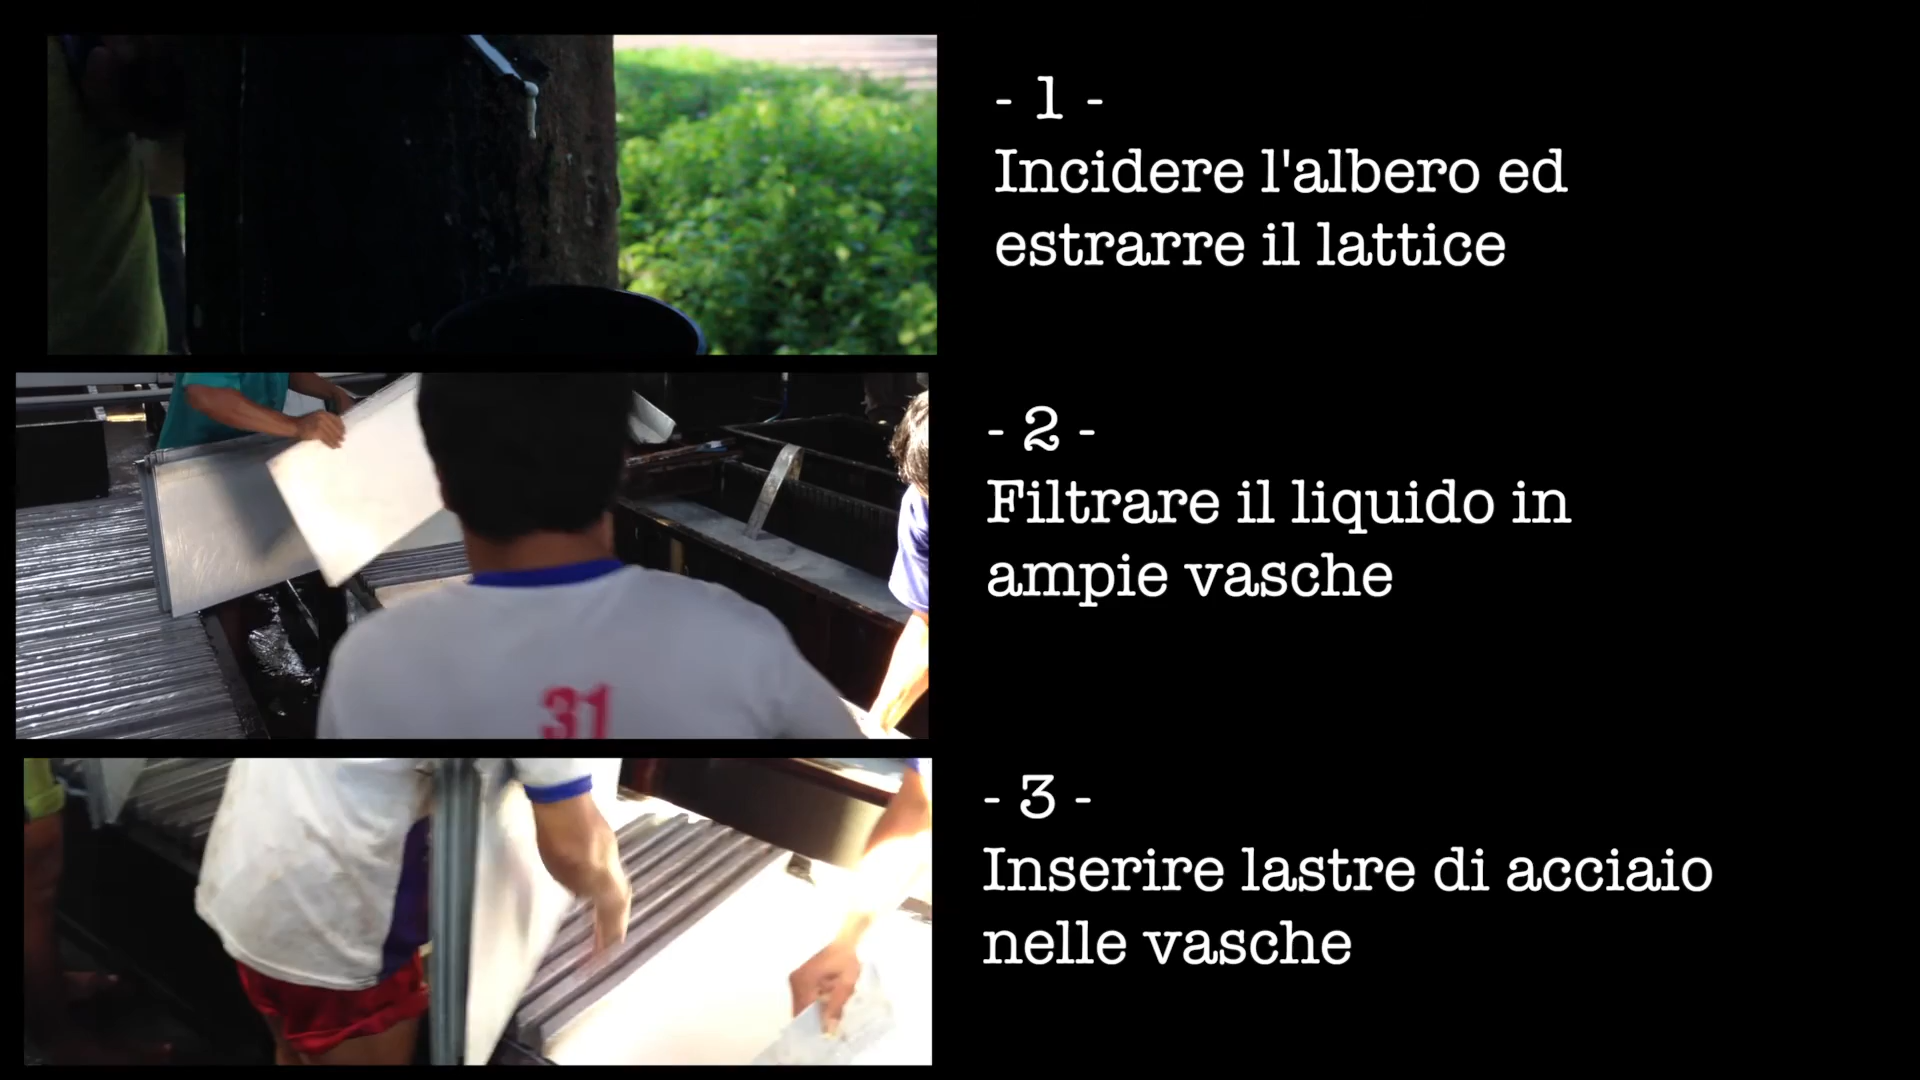 - 1 -
Incidere l'albero ed
estrarre il lattice
- 2 -
Filtrare il liquido in
ampie vasche
31
- 3 -
Inserire lastre di acciaio
nelle vasche